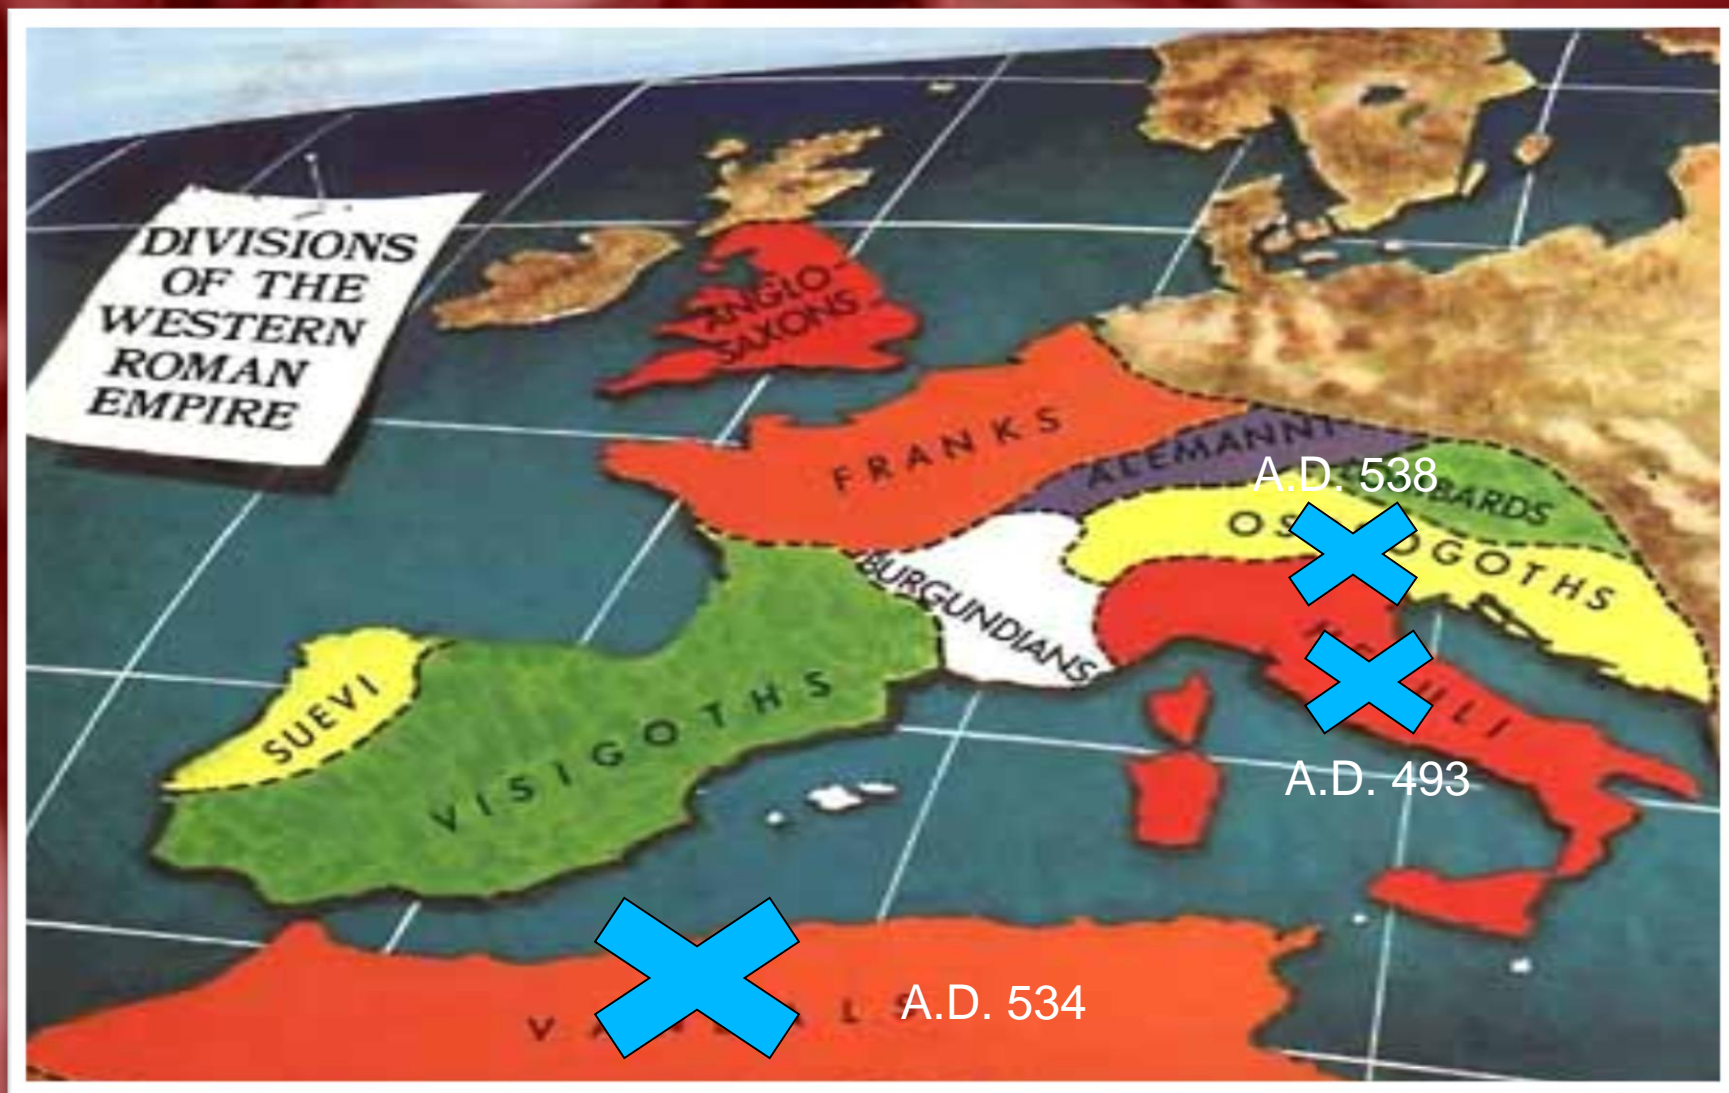 DIVISIONS
OF THE
WESTERN
ROMAN
EMPIRE
ANGLO-
SAXONS
FRANKS
ALEMANNI
A.D. 538
BURGUNDIANS
SUEVI
VISIGOTHS
A.D. 493
A.D. 534